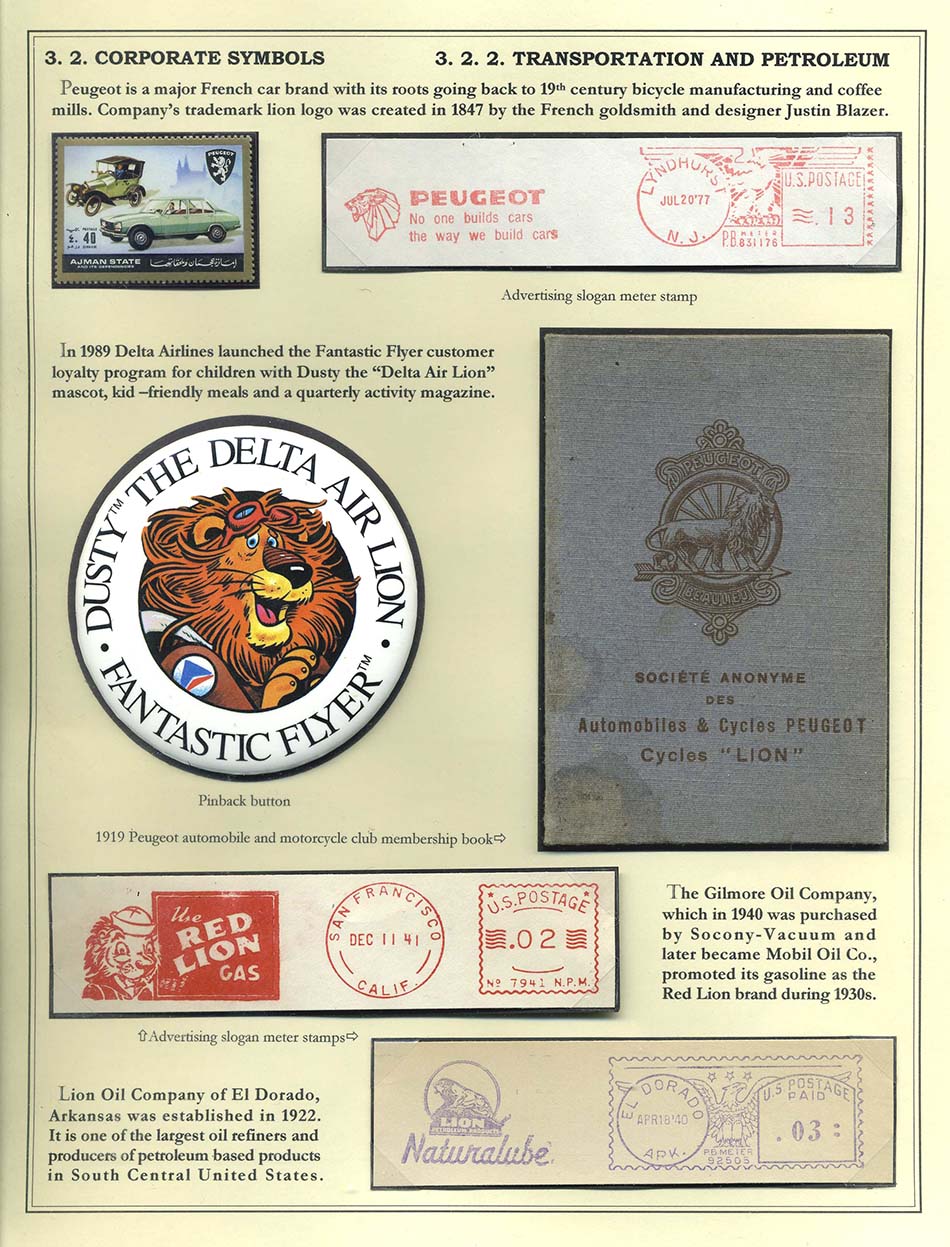 3. 2. CORPORATE SYMBOLS
3. 2. 2. TRANSPORTATION AND PETROLEUM
Peugeot is a major French car brand with its roots going back to 19th century bicycle manufacturing and coffee
mills. Company's trademark lion logo was created in 1847 by the French goldsmith and designer Justin Blazer.
PEUGEOT
POSTAGE
40
AJMAN STATE
AND ITS DEPENDENCIES
إمارة عجمان وملحقاتها
PEUGEOT
No one builds cars
the way we build cars
LYNDHURST
JUL20'77
N. J.
U.S. POSTAGE
.13
P.B. METER
831176
Advertising slogan meter stamp
In 1989 Delta Airlines launched the Fantastic Flyer customer
loyalty program for children with Dusty the “Delta Air Lion”
mascot, kid –friendly meals and a quarterly activity magazine.
DUSTY™ THE DELTA AIR LION
• FANTASTIC FLYER™ •
Pinback button
PEUGEOT
BEAULIEU
SOCIÉTÉ ANONYME
DES
Automobiles & Cycles PEUGEOT
Cycles "LION"
1919 Peugeot automobile and motorcycle club membership book⇨
Use
RED
LION
GAS
SAN FRANCISCO
DEC 11 41
CALIF.
U.S. POSTAGE
.02
Nº 7941 N.P.M.
The Gilmore Oil Company,
which in 1940 was purchased
by Socony-Vacuum and
later became Mobil Oil Co.,
promoted its gasoline as the
Red Lion brand during 1930s.
⇧Advertising slogan meter stamps⇨
Lion Oil Company of El Dorado,
Arkansas was established in 1922.
It is one of the largest oil refiners and
producers of petroleum based products
in South Central United States.
LION
PETROLEUM PRODUCTS
Naturalube
EL DORADO
APR18'40
ARK.
P.B. METER
92505
U.S. POSTAGE
PAID
.03: